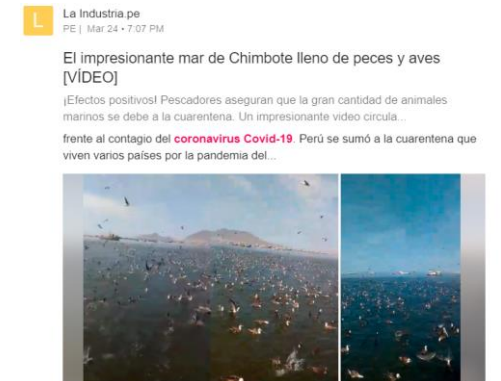 L
La Industria.pe
PE | Mar 24 • 7:07 PM
El impresionante mar de Chimbote lleno de peces y aves
[VÍDEO]
¡Efectos positivos! Pescadores aseguran que la gran cantidad de animales
marinos se debe a la cuarentena. Un impresionante video circula...
frente al contagio del coronavirus Covid-19. Perú se sumó a la cuarentena que
viven varios países por la pandemia del...